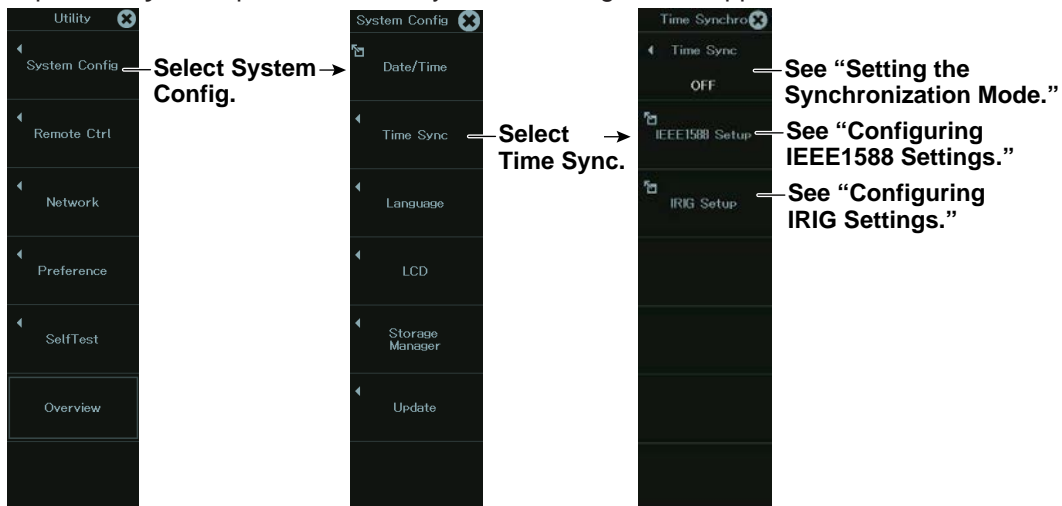 Utility
System Config
Remote Ctrl
Network
Preference
SelfTest
Overview
Select System
Config.
System Config
Date/Time
Time Sync
Language
LCD
Storage
Manager
Update
Select
Time Sync.
Time Synchro
Time Sync
OFF
IEEE1588 Setup
IRIG Setup
See “Setting the
Synchronization Mode.”
See “Configuring
IEEE1588 Settings.”
See “Configuring
IRIG Settings.”